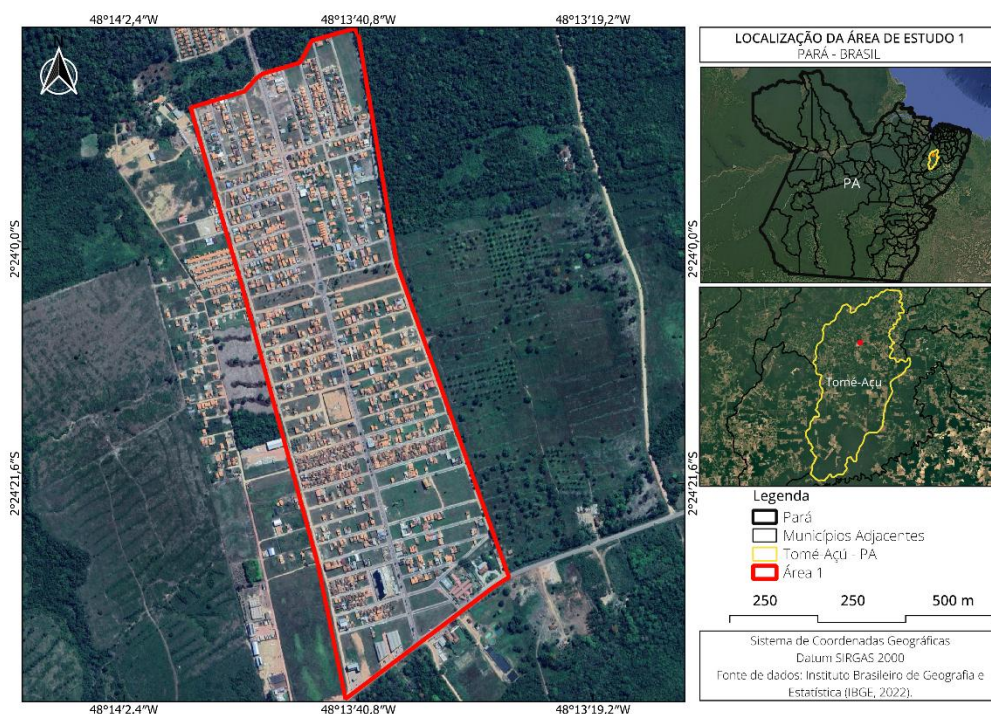 48°14′2,4″W 48°13′40,8″W 48°13′19,2″W
N
2°24′0,0″S
2°24′21,6″S
2°24′0,0″S
2°24′21,6″S
48°14′2,4″W 48°13′40,8″W 48°13′19,2″W
LOCALIZAÇÃO DA ÁREA DE ESTUDO 1
PARÁ - BRASIL
PA
Tomé-Açu
Legenda
Pará
Municípios Adjacentes
Tomé-Açú - PA
Área 1
250 250 500 m
Sistema de Coordenadas Geográficas
Datum SIRGAS 2000
Fonte de dados: Instituto Brasileiro de Geografia e
Estatística (IBGE, 2022).